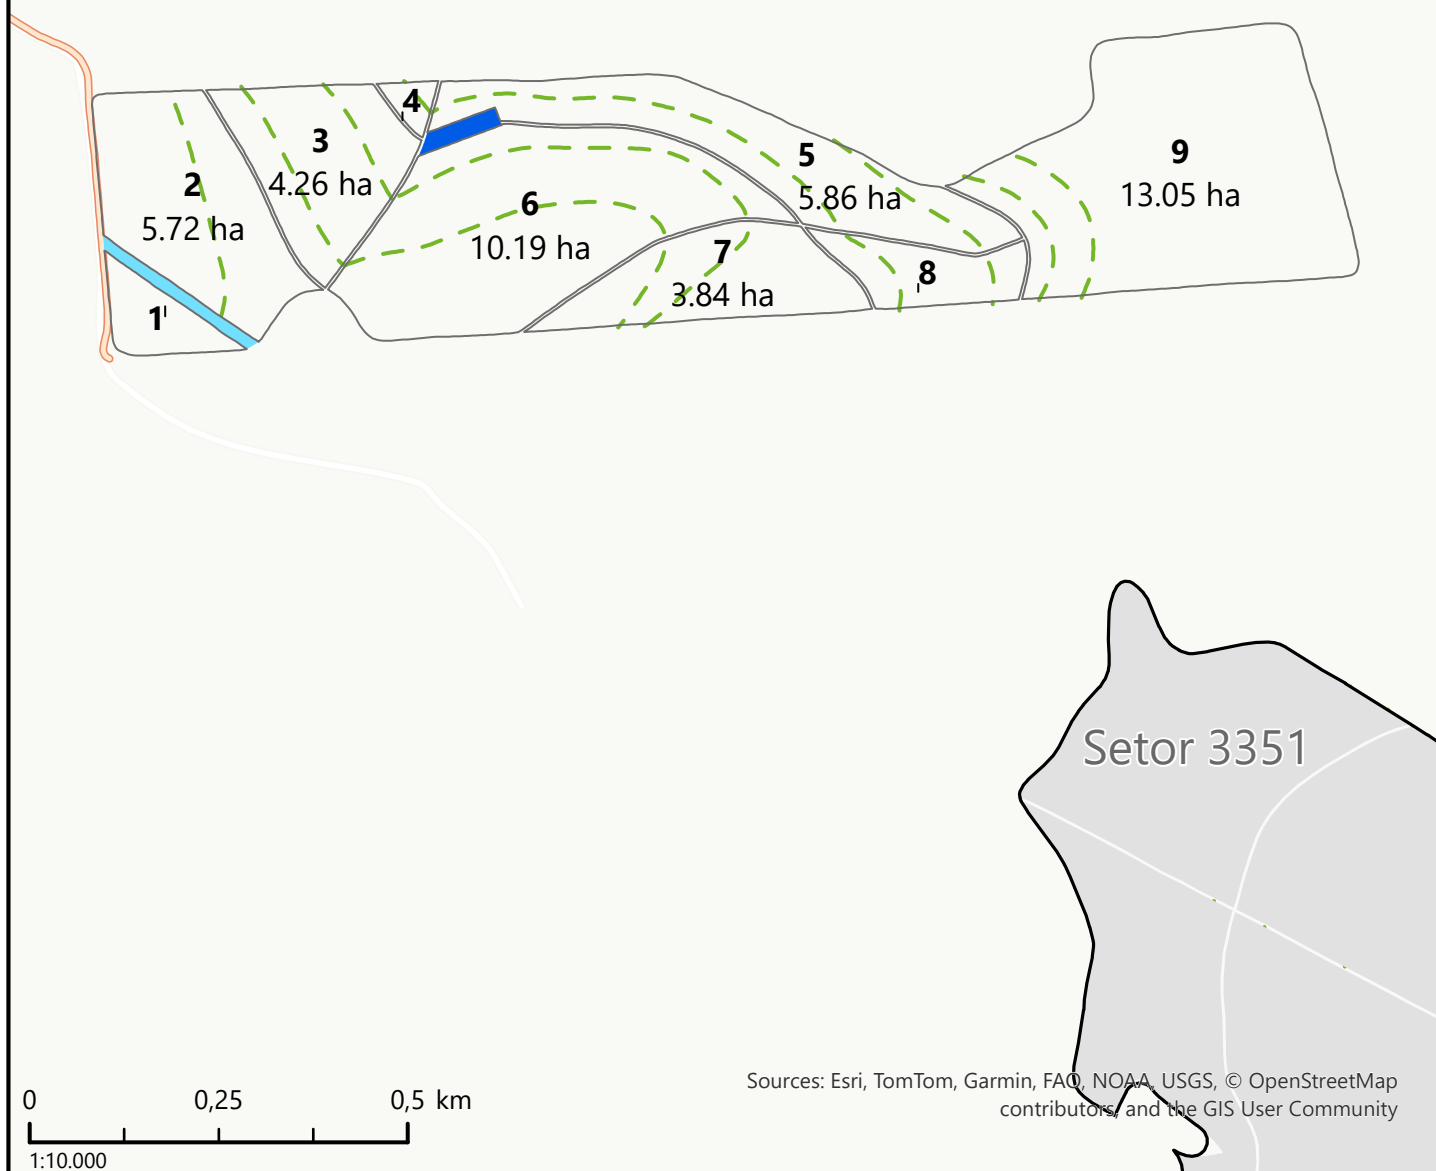 4
3
4.26 ha
2
5.72 ha
5
5.86 ha
9
13.05 ha
6
10.19 ha
7
3.84 ha
8
1
Setor 3351
Sources: Esri, TomTom, Garmin, FAO, NOAA, USGS, © OpenStreetMap
contributors, and the GIS User Community
0 0,25 0,5 km
1:10.000